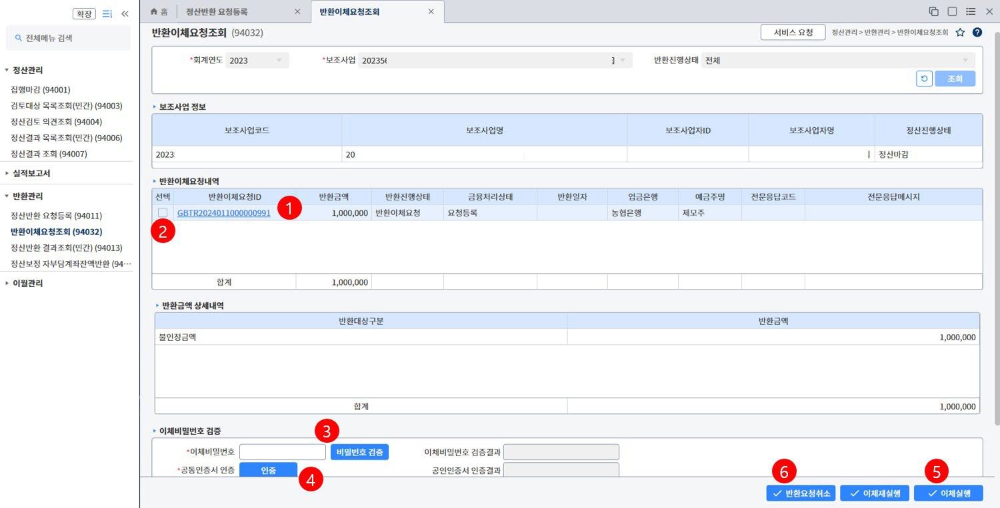 확장
전체메뉴 검색
정산관리
집행마감 (94001)
검토대상 목록조회(민간) (94003)
정산검토 의견조회 (94004)
정산결과 목록조회(민간) (94006)
정산결과 조회 (94007)
실적보고서
반환관리
정산반환 요청등록 (94011)
반환이체요청조회 (94032)
정산반환 결과조회(민간) (94013)
정산보정 자부담계좌잔액반환 (94···
이월관리
홈 정산반환 요청등록 반환이체요청조회
반환이체요청조회 (94032) 서비스 요청 정산관리 > 반환관리 > 반환이체요청조회
*회계연도 2023 *보조사업 반환진행상태 전체
조회
보조사업 정보
보조사업코드 보조사업명 보조사업자ID 보조사업자명 정산진행상태
2023 20 정산마감
반환이체요청내역
선택 반환이체요청ID 반환금액 반환진행상태 금융처리상태 반환일자 입금은행 예금주명 전문응답코드 전문응답메시지
GBTR2024011000000991 1 1,000,000 반환이체요청 요청등록 농협은행 제모주
2
합계 1,000,000
반환금액 상세내역
반환대상구분 반환금액
불인정금액 1,000,000
합계 1,000,000
이체비밀번호 검증
3
*이체비밀번호 비밀번호 검증 이체비밀번호 검증결과
*공동인증서 인증 인증 4 공인인증서 인증결과
6 5
반환요청취소 이체재실행 이체실행